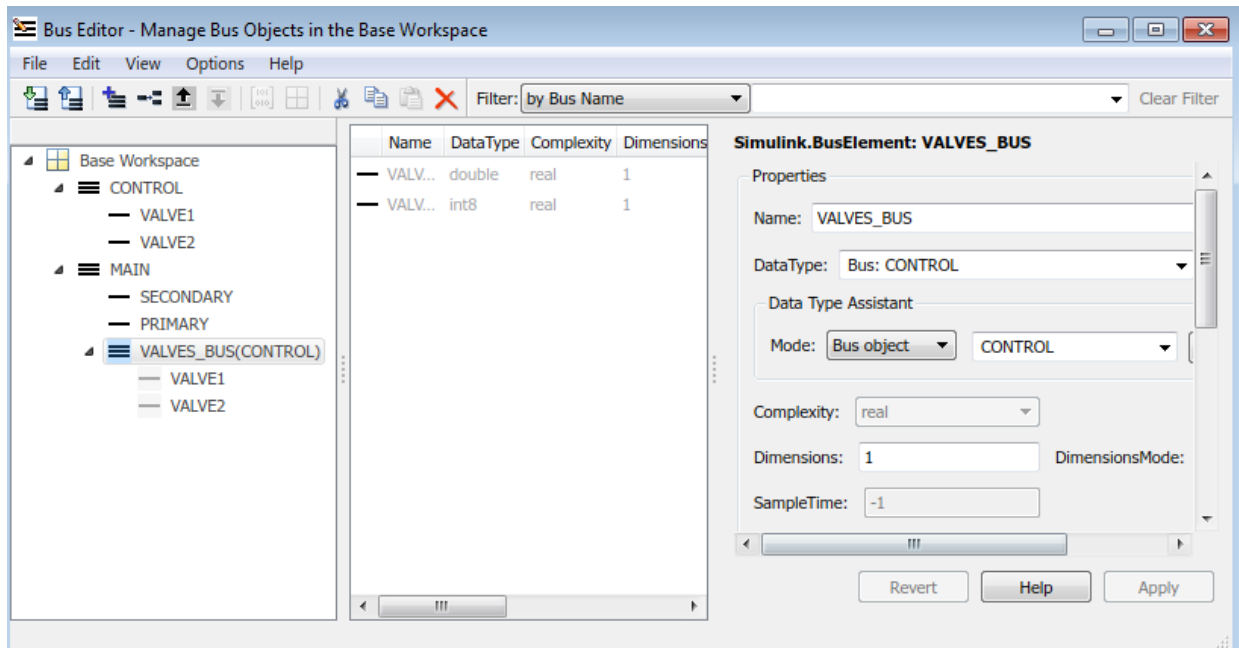 Bus Editor - Manage Bus Objects in the Base Workspace
File Edit View Options Help
Filter: by Bus Name Clear Filter
Base Workspace
CONTROL
VALVE1
VALVE2
MAIN
SECONDARY
PRIMARY
VALVES_BUS(CONTROL)
VALVE1
VALVE2
Name DataType Complexity Dimensions
VALV... double real 1
VALV... int8 real 1
Simulink.BusElement: VALVES_BUS
Properties
Name: VALVES_BUS
DataType: Bus: CONTROL
Data Type Assistant
Mode: Bus object CONTROL
Complexity: real
Dimensions: 1 DimensionsMode:
SampleTime: -1
Revert Help Apply